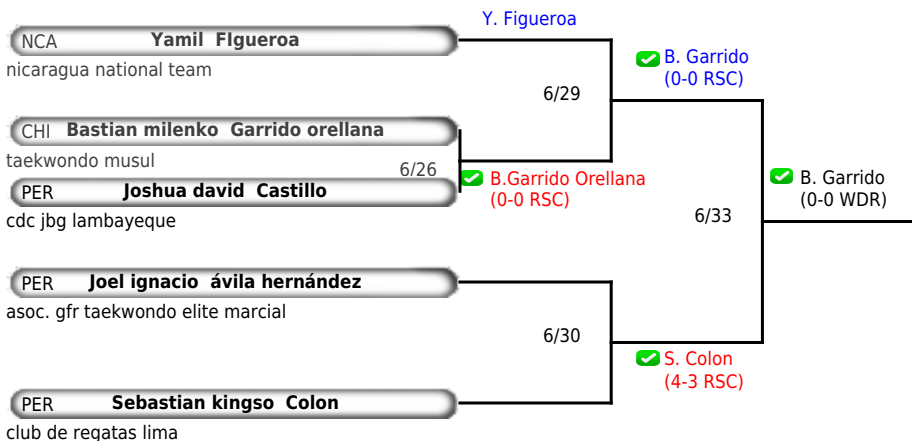 Y. Figueroa
NCA Yamil FIgueroa
nicaragua national team
B. Garrido
(0-0 RSC)
6/29
CHI Bastian milenko Garrido orellana
taekwondo musul
6/26
PER Joshua david Castillo
cdc jbg lambayeque
B.Garrido Orellana
(0-0 RSC)
B. Garrido
(0-0 WDR)
6/33
PER Joel ignacio ávila hernández
asoc. gfr taekwondo elite marcial
6/30
S. Colon
(4-3 RSC)
PER Sebastian kingso Colon
club de regatas lima